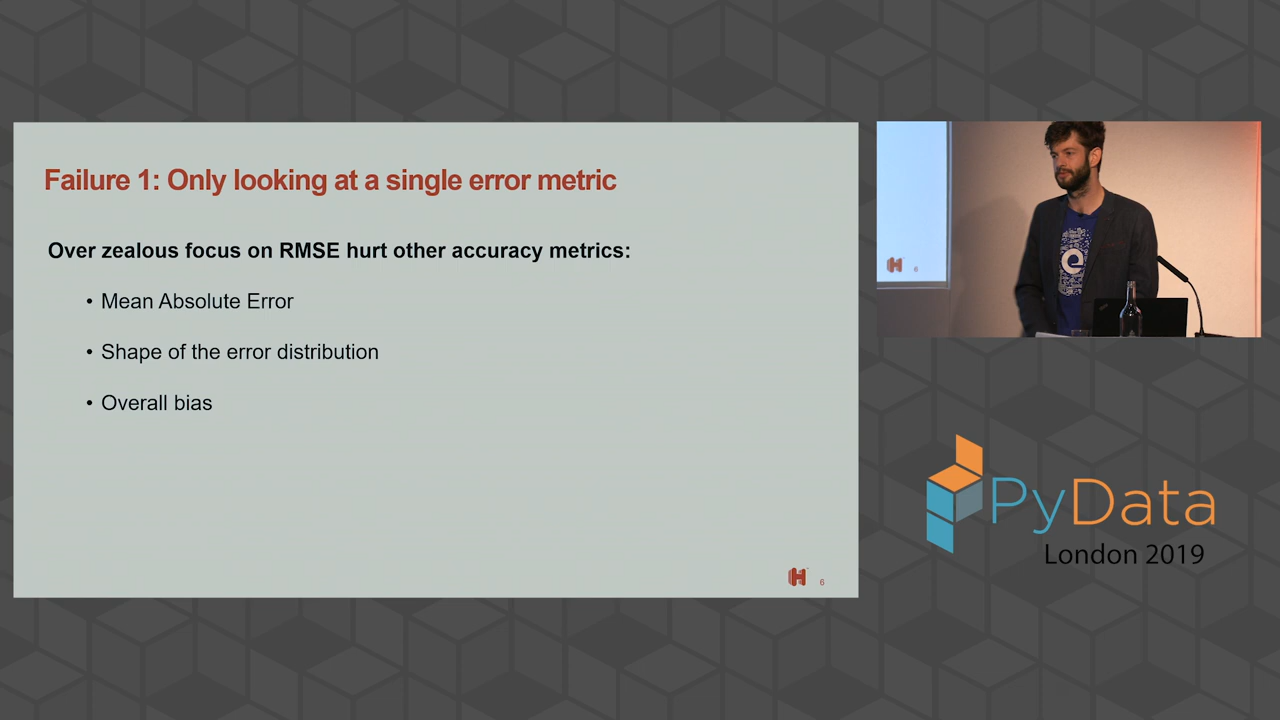 Failure 1: Only looking at a single error metric
Over zealous focus on RMSE hurt other accuracy metrics:
• Mean Absolute Error
• Shape of the error distribution
• Overall bias
H 6
H 6
e
PyData
London 2019